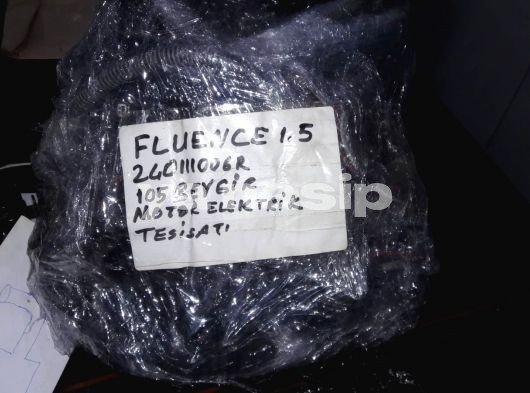 FLUENCE 1.5
240111006R
105 BEYGİR
MOTOR ELEKTRİK
TESİSATI